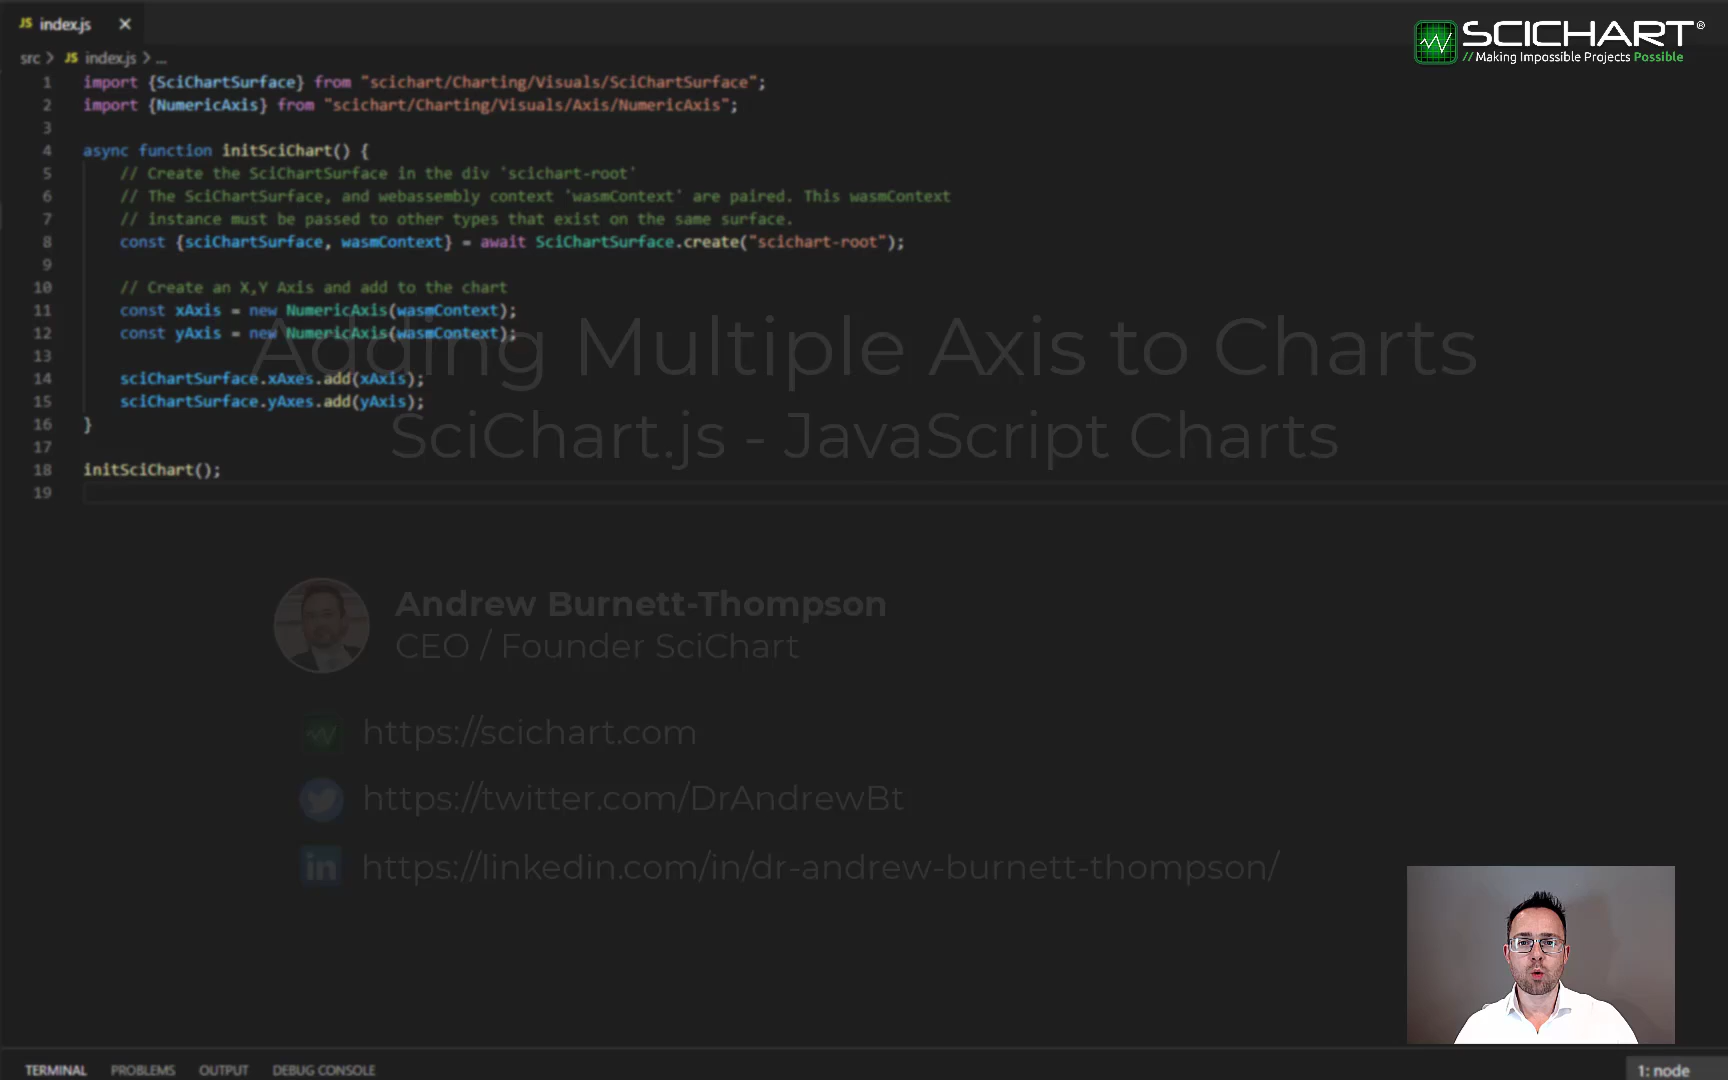 JS index.js ×
SCICHART®
// Making Impossible Projects Possible
src > JS index.js > ...
1 import {SciChartSurface} from "scichart/Charting/Visuals/SciChartSurface";
2 import {NumericAxis} from "scichart/Charting/Visuals/Axis/NumericAxis";
3
4 async function initSciChart() {
5 // Create the SciChartSurface in the div 'scichart-root'
6 // The SciChartSurface, and webassembly context 'wasmContext' are paired. This wasmContext
7 // instance must be passed to other types that exist on the same surface.
8 const {sciChartSurface, wasmContext} = await SciChartSurface.create("scichart-root");
9
10 // Create an X,Y Axis and add to the chart
11 const xAxis = new NumericAxis(wasmContext);
12 const yAxis = new NumericAxis(wasmContext);
13
14 sciChartSurface.xAxes.add(xAxis);
15 sciChartSurface.yAxes.add(yAxis);
16 }
17
18 initSciChart();
19
Adding Multiple Axis to Charts
SciChart.js - JavaScript Charts
Andrew Burnett-Thompson
CEO / Founder SciChart
https://scichart.com
https://twitter.com/DrAndrewBt
in https://linkedin.com/in/dr-andrew-burnett-thompson/
TERMINAL PROBLEMS OUTPUT DEBUG CONSOLE 1: node